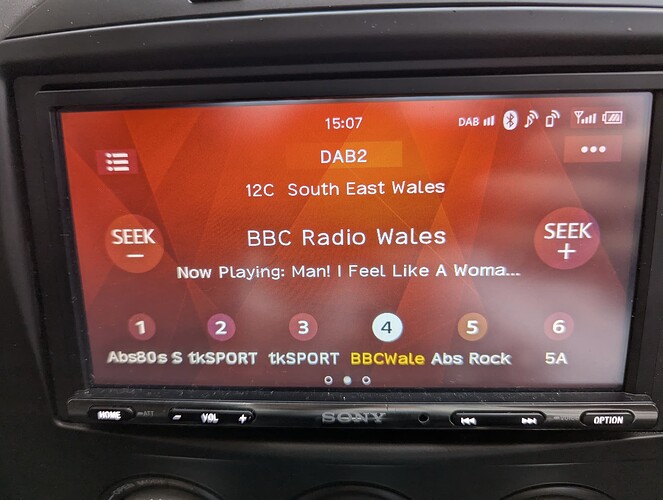 15:07
DAB
DAB2
12C South East Wales
SEEK
–
BBC Radio Wales
SEEK
+
Now Playing: Man! I Feel Like A Woma...
1 2 3 4 5 6
Abs80s S tkSPORT tkSPORT BBCWale Abs Rock 5A
HOME ATT – VOL + SONY OPTION